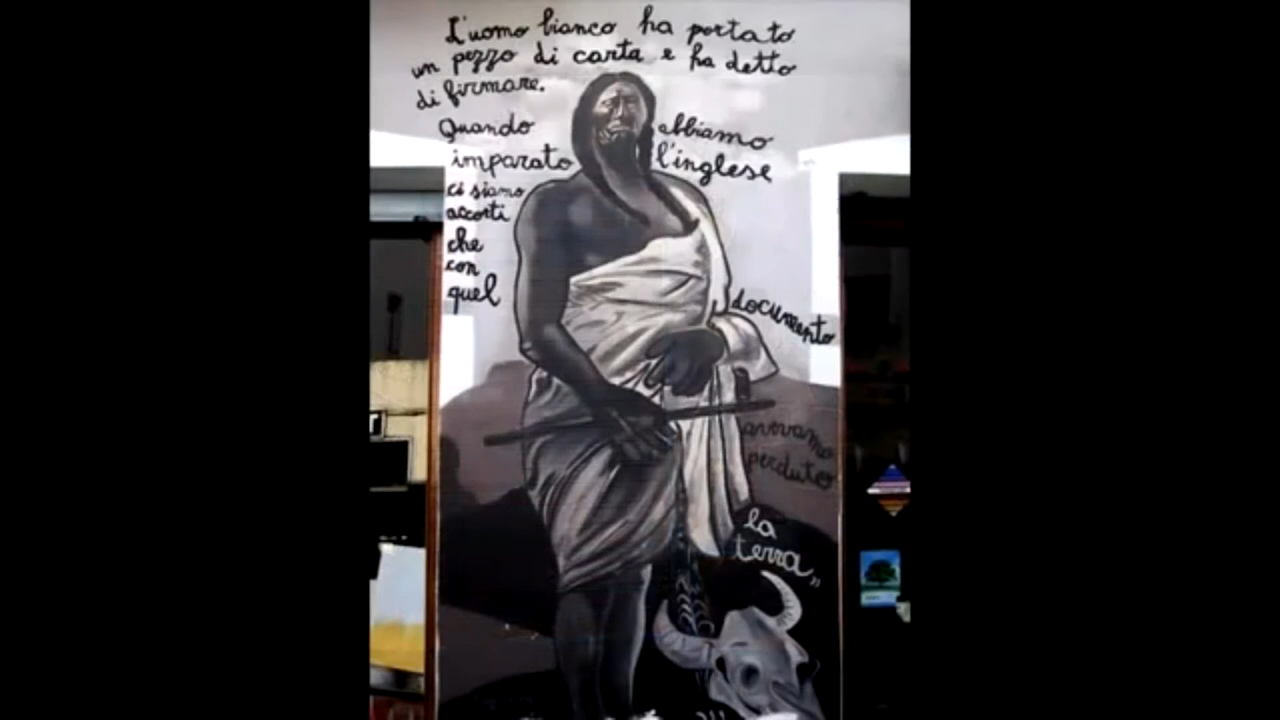 L'uomo bianco ha portato
un pezzo di carta e ha detto
di firmare.
Quando abbiamo
imparato l'inglese
ci siamo
accorti
che
con
quel
documento
avevamo
perduto
la
terra"